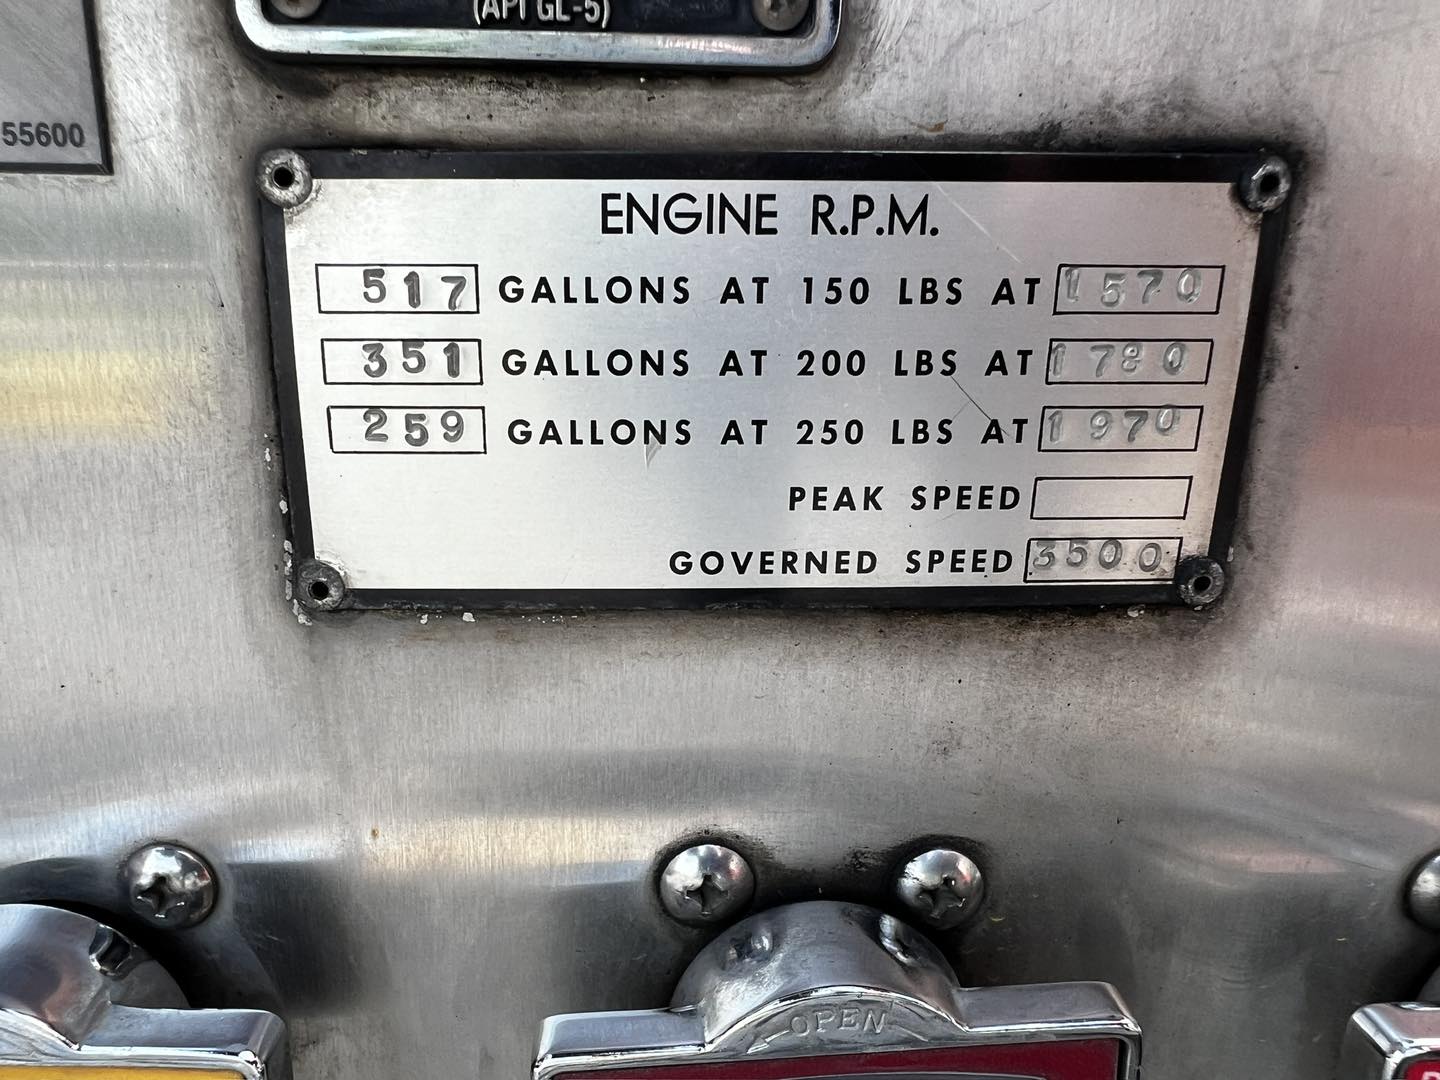 (API GL-5)
55600
ENGINE R.P.M.
517 GALLONS AT 150 LBS AT 1570
351 GALLONS AT 200 LBS AT 1780
259 GALLONS AT 250 LBS AT 1970
PEAK SPEED
GOVERNED SPEED 3500
OPEN